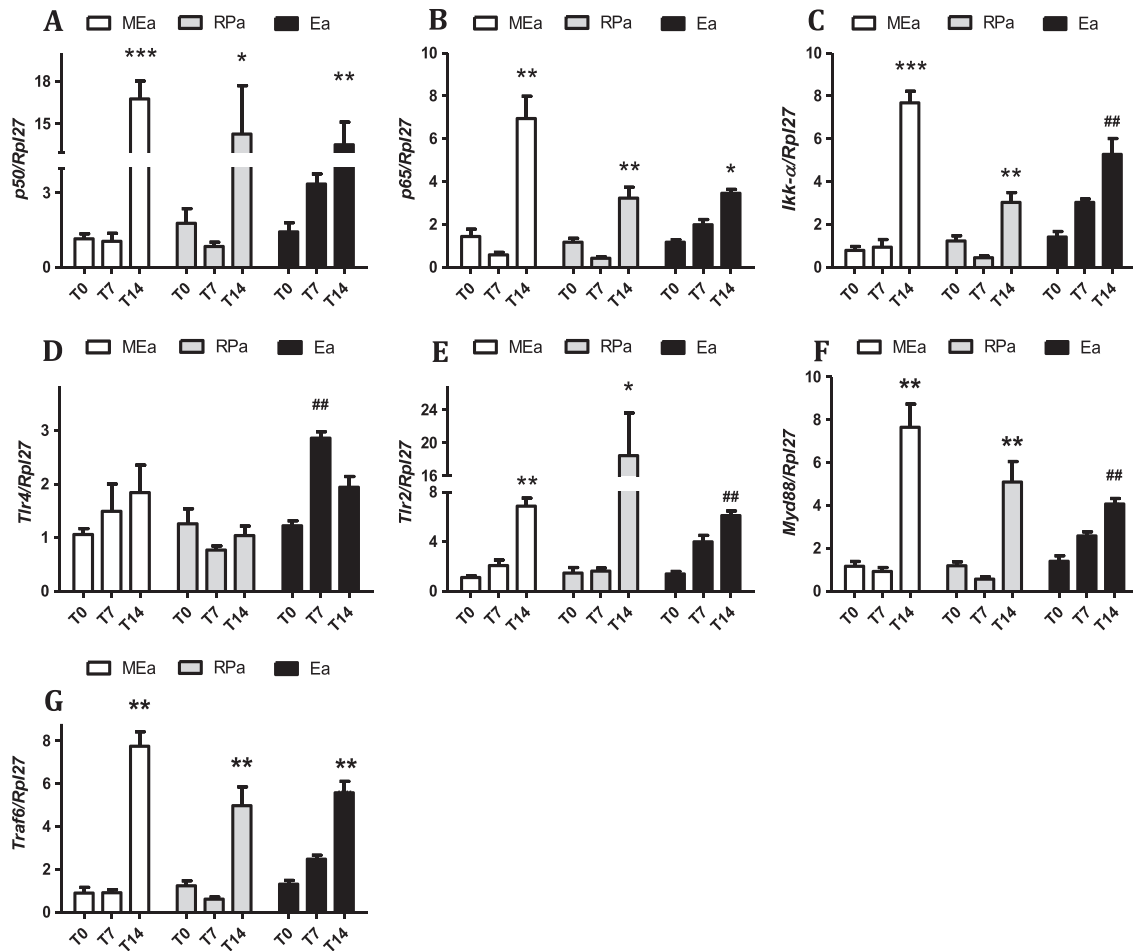 A MEa RPa Ea
p50/Rpl27
18
15
3
0
*** * **
T0 T7 T14 T0 T7 T14 T0 T7 T14
B MEa RPa Ea
p65/Rpl27
10
8
6
4
2
0
** ** *
T0 T7 T14 T0 T7 T14 T0 T7 T14
C MEa RPa Ea
Ikk-α/Rpl27
10
8
6
4
2
0
*** ** ##
T0 T7 T14 T0 T7 T14 T0 T7 T14
D MEa RPa Ea
Tlr4/Rpl27
3
2
1
0
##
T0 T7 T14 T0 T7 T14 T0 T7 T14
E MEa RPa Ea
Tlr2/Rpl27
24
20
16
8
4
0
** * ##
T0 T7 T14 T0 T7 T14 T0 T7 T14
F MEa RPa Ea
Myd88/Rpl27
10
8
6
4
2
0
** ** ##
T0 T7 T14 T0 T7 T14 T0 T7 T14
G MEa RPa Ea
Traf6/Rpl27
8
6
4
2
0
** ** **
T0 T7 T14 T0 T7 T14 T0 T7 T14